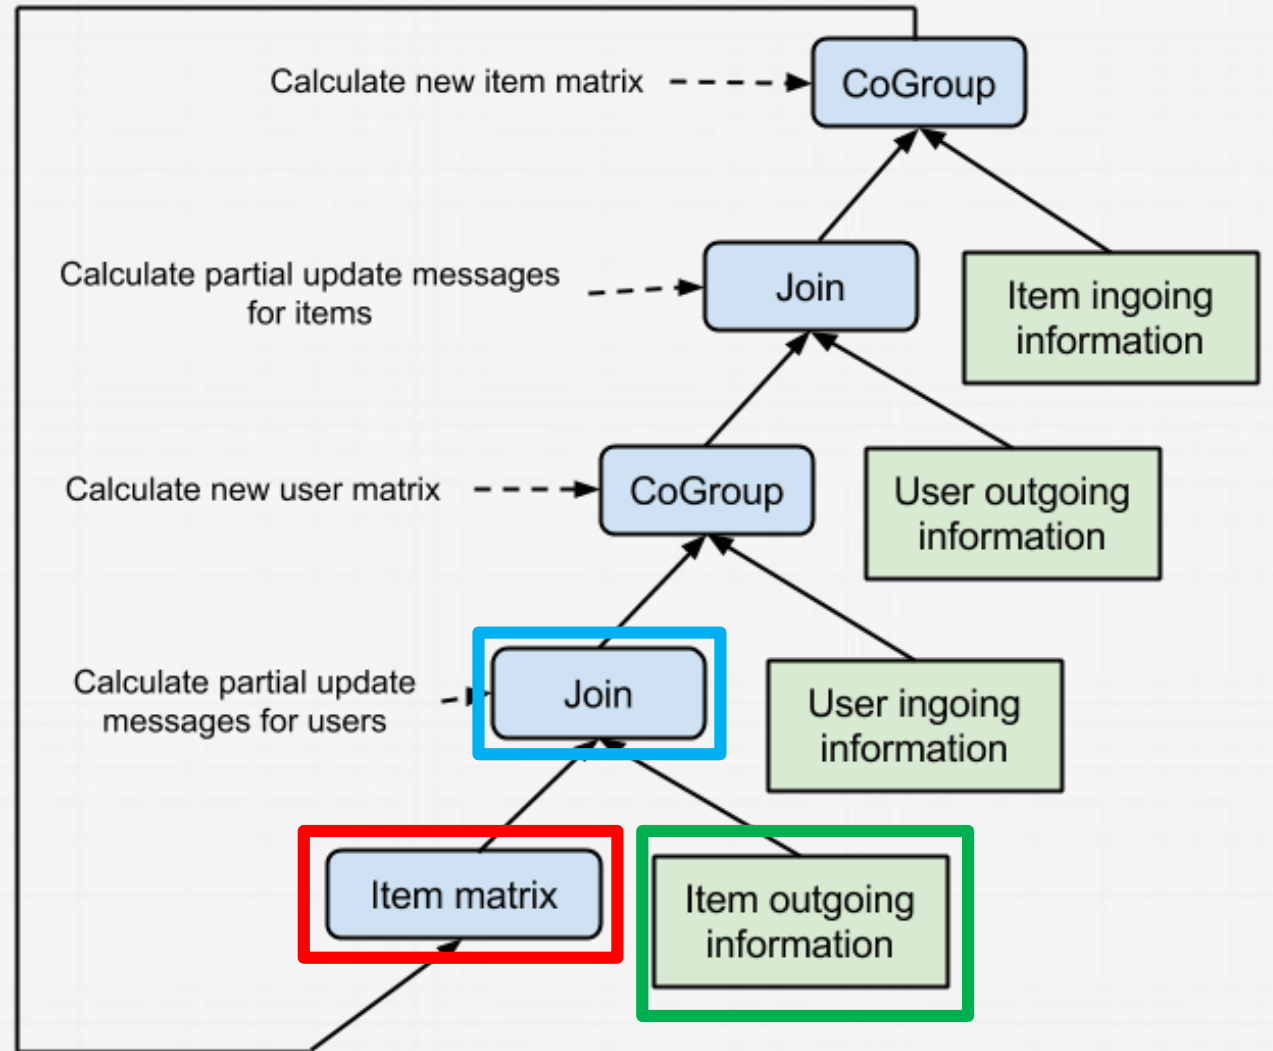 Calculate new item matrix
CoGroup
Calculate partial update messages
for items
Join
Item ingoing
information
Calculate new user matrix
CoGroup
User outgoing
information
Calculate partial update
messages for users
Join
User ingoing
information
Item matrix
Item outgoing
information